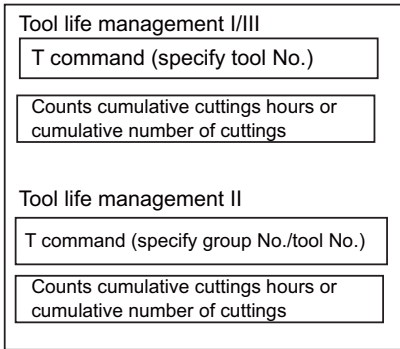 Tool life management I/III
T command (specify tool No.)
Counts cumulative cuttings hours or
cumulative number of cuttings
Tool life management II
T command (specify group No./tool No.)
Counts cumulative cuttings hours or
cumulative number of cuttings